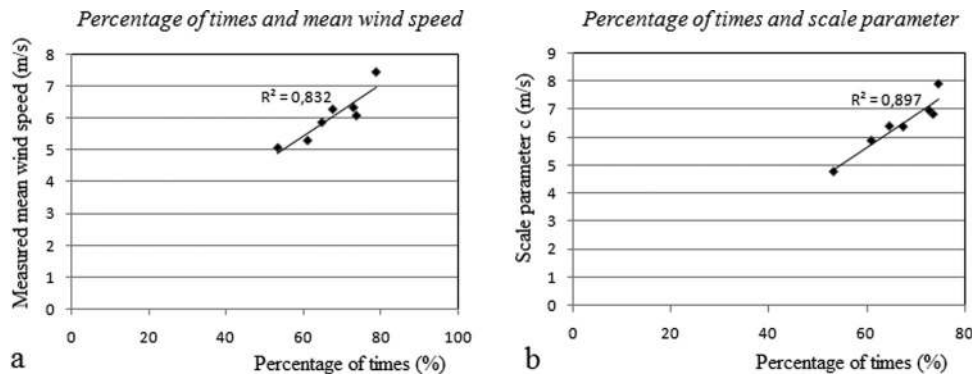 Percentage of times and mean wind speed
Measured mean wind speed (m/s)
8
7
6
5
4
3
2
1
0
R² = 0,832
0 20 40 60 80 100
Percentage of times (%)
a
Percentage of times and scale parameter
Scale parameter c (m/s)
9
8
7
6
5
4
3
2
1
0
R² = 0,897
0 20 40 60 80
Percentage of times (%)
b